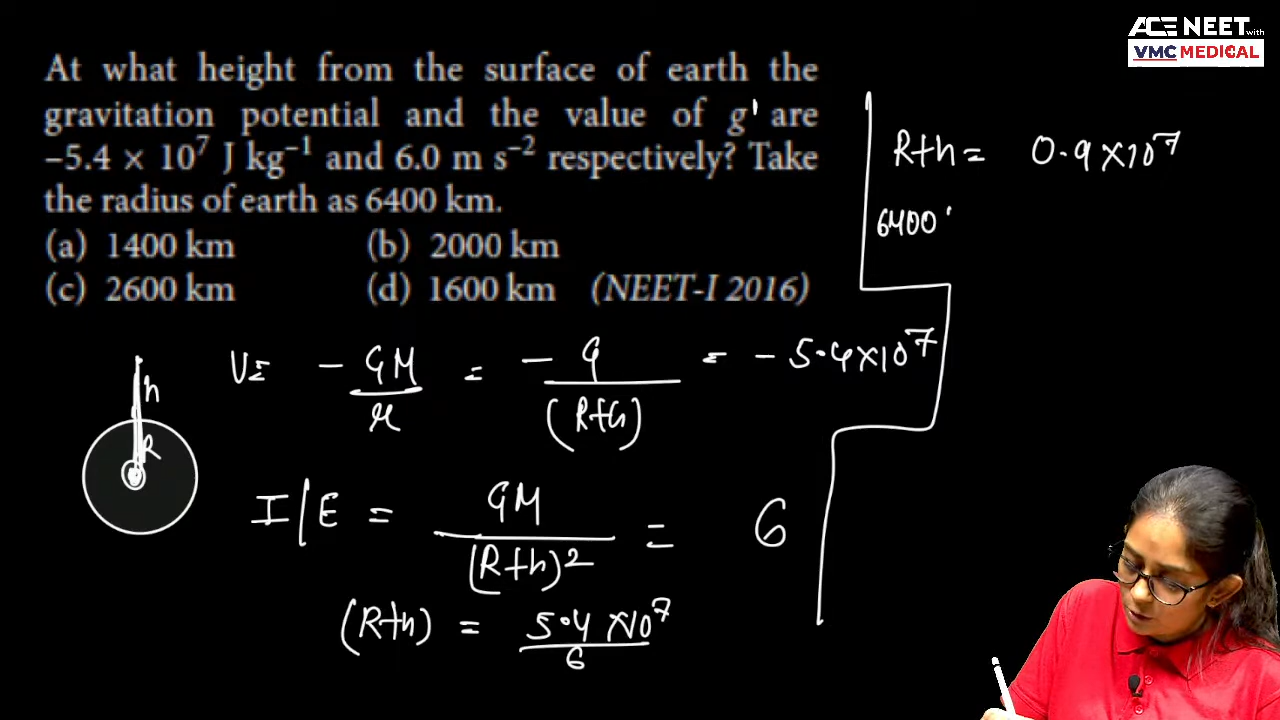 ACE NEET with
VMC MEDICAL
At what height from the surface of earth the
gravitation potential and the value of g' are
–5.4 × 10⁷ J kg⁻¹ and 6.0 m s⁻² respectively? Take
the radius of earth as 6400 km.
(a) 1400 km (b) 2000 km
(c) 2600 km (d) 1600 km (NEET-I 2016)
R+h = 0.9×10⁷
6400'
h
R
V= - GM/r = - G/(R+h) = - 5.4×10⁷
I/E = GM/(R+h)² = 6
(R+h) = 5.4×10⁷/6